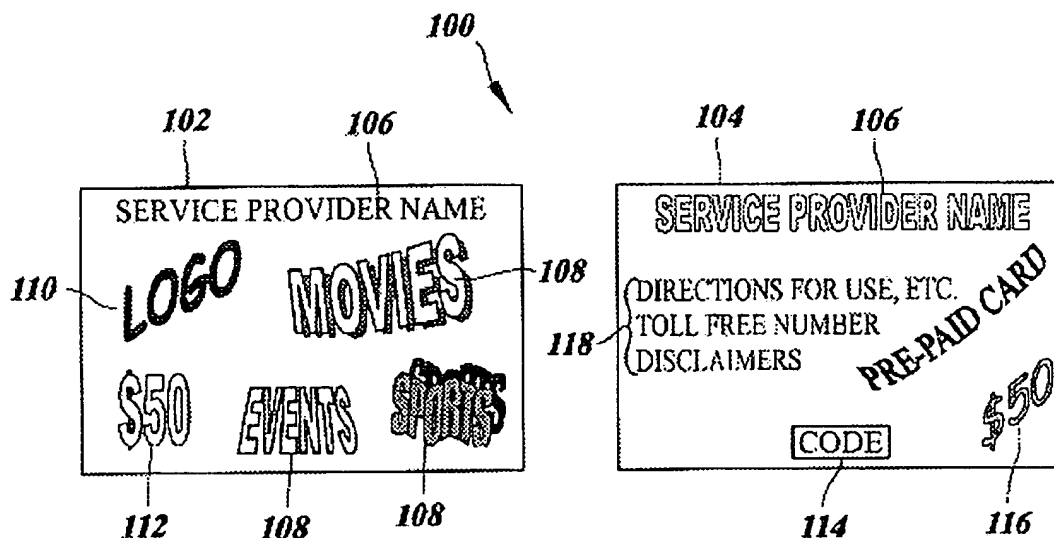 100
102
106
SERVICE PROVIDER NAME
110
LOGO
MOVIES
108
$50
EVENTS
SPORTS
112
108
108
104
106
SERVICE PROVIDER NAME
118
DIRECTIONS FOR USE, ETC.
TOLL FREE NUMBER
DISCLAIMERS
PRE-PAID CARD
$50
CODE
114
116